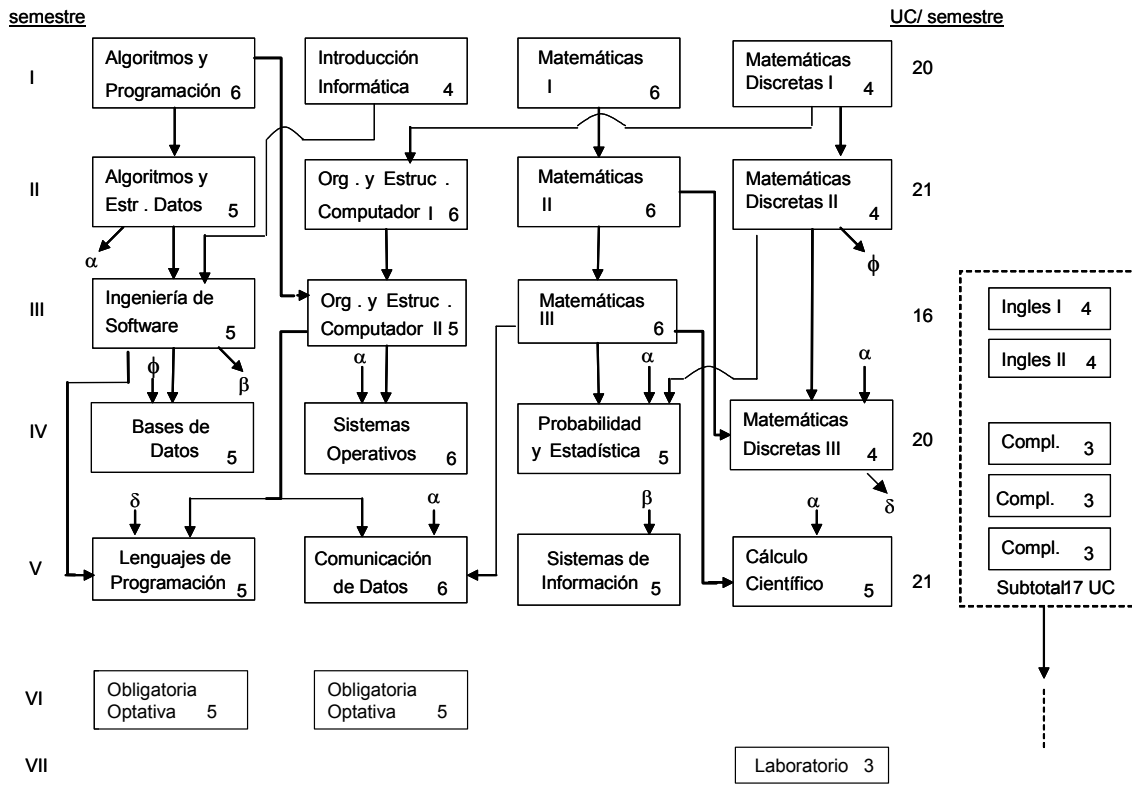 semestre
UC/ semestre
I
Algoritmos y
Programación 6
Introducción
Informática 4
Matemáticas
I 6
Matemáticas
Discretas I 4
20
II
Algoritmos y
Estr . Datos 5
Org . y Estruc .
Computador I 6
Matemáticas
II 6
Matemáticas
Discretas II 4
21
α
ϕ
III
Ingeniería de
Software 5
Org . y Estruc .
Computador II 5
Matemáticas
III 6
16
Ingles I 4
Ingles II 4
ϕ
β
α
α
α
IV
Bases de
Datos 5
Sistemas
Operativos 6
Probabilidad
y Estadística 5
Matemáticas
Discretas III 4
20
Compl. 3
Compl. 3
Compl. 3
δ
α
β
α
δ
V
Lenguajes de
Programación 5
Comunicación
de Datos 6
Sistemas de
Información 5
Cálculo
Científico 5
21
Subtotal17 UC
VI
Obligatoria
Optativa 5
Obligatoria
Optativa 5
VII
Laboratorio 3